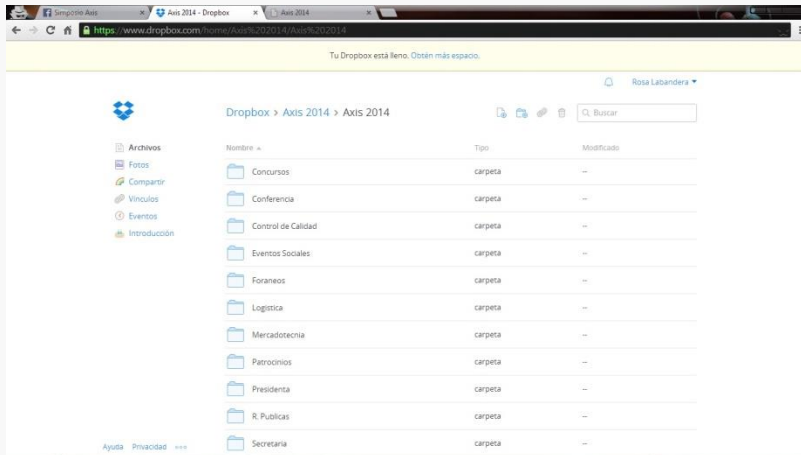 Simposio Axis
Axis 2014 - Dropbox
Axis 2014
https://www.dropbox.com/home/Axis%202014/Axis%202014
Tu Dropbox está lleno. Obtén más espacio.
Rosa Labandera
Dropbox > Axis 2014 > Axis 2014
Buscar
Archivos
Fotos
Compartir
Vínculos
Eventos
Introducción
Nombre Tipo Modificado
Concursos carpeta --
Conferencia carpeta --
Control de Calidad carpeta --
Eventos Sociales carpeta --
Foraneos carpeta --
Logistica carpeta --
Mercadotecnia carpeta --
Patrocinios carpeta --
Presidenta carpeta --
R. Publicas carpeta --
Secretaria carpeta --
Ayuda Privacidad